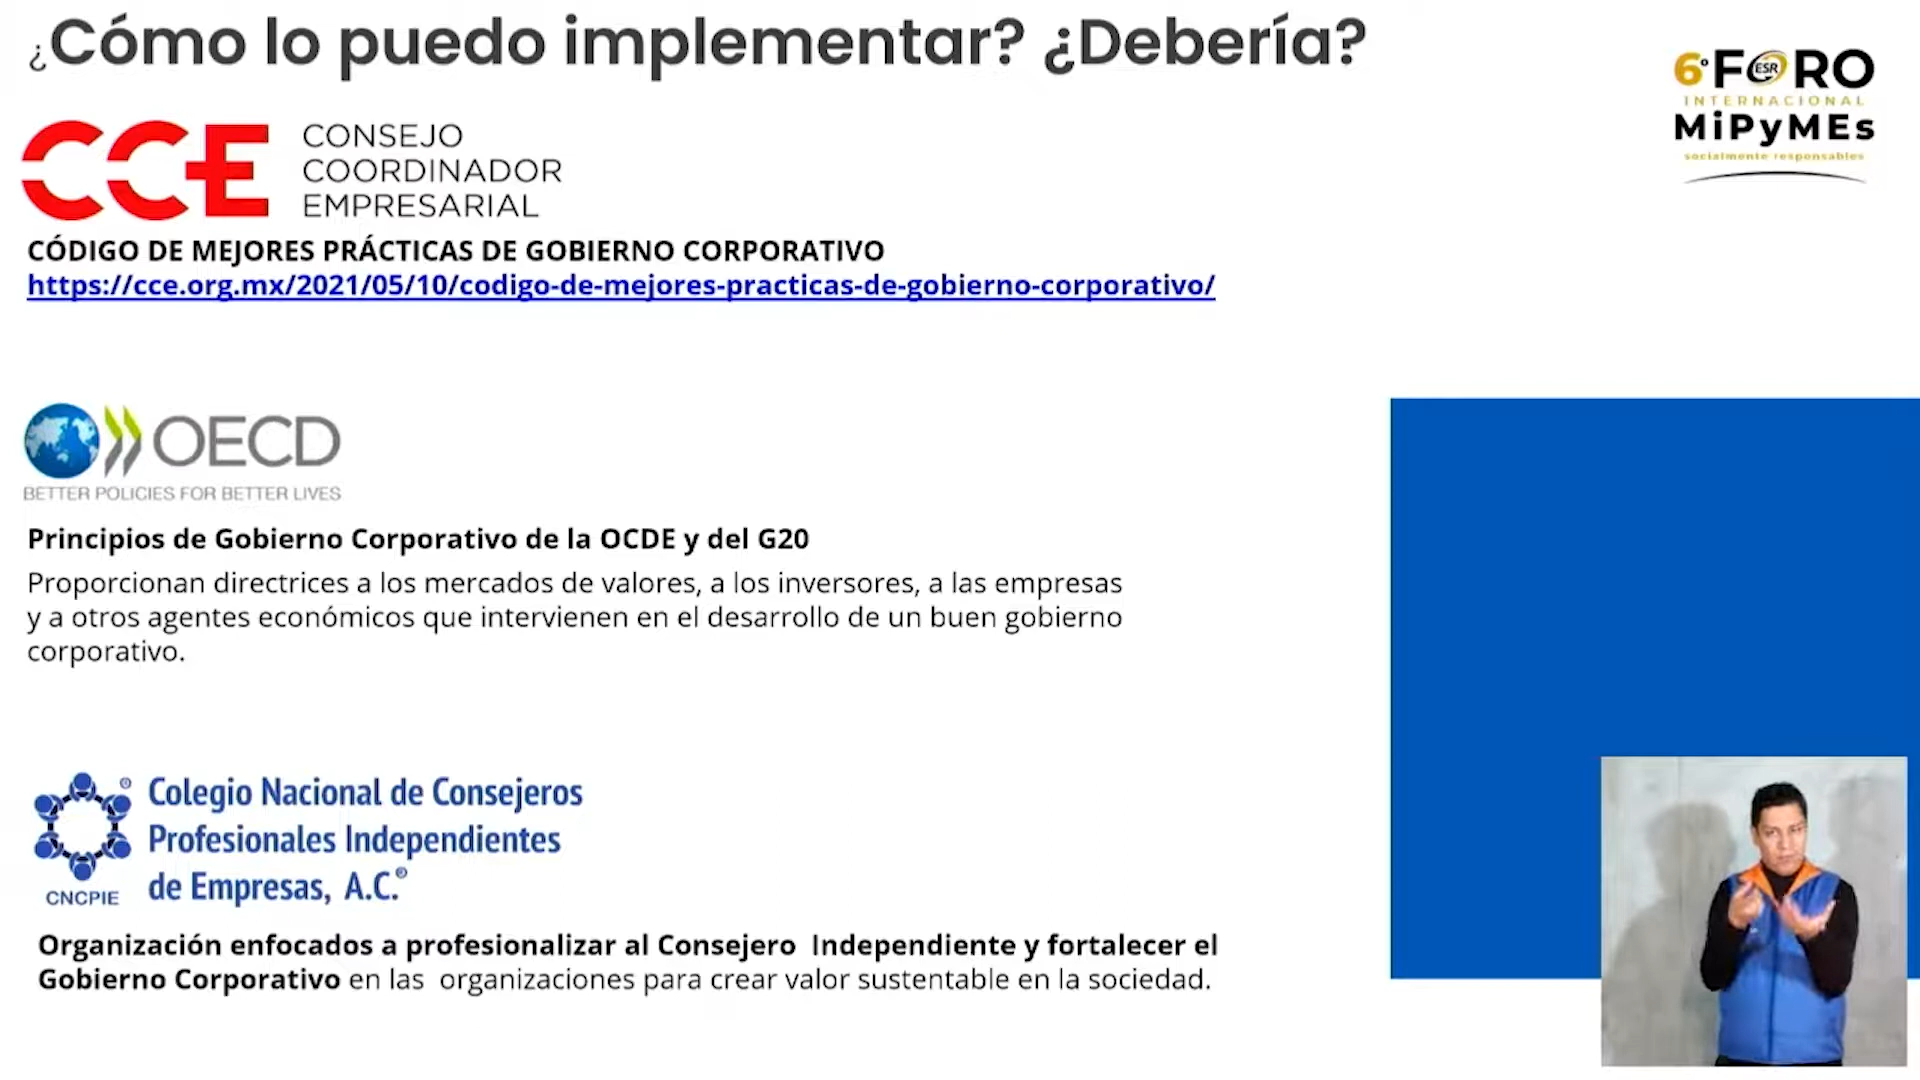 ¿Cómo lo puedo implementar? ¿Debería?
6° FORO
ESR
INTERNACIONAL
MiPyMEs
socialmente responsables
CCE
CONSEJO
COORDINADOR
EMPRESARIAL
CÓDIGO DE MEJORES PRÁCTICAS DE GOBIERNO CORPORATIVO
https://cce.org.mx/2021/05/10/codigo-de-mejores-practicas-de-gobierno-corporativo/
OECD
BETTER POLICIES FOR BETTER LIVES
Principios de Gobierno Corporativo de la OCDE y del G20
Proporcionan directrices a los mercados de valores, a los inversores, a las empresas
y a otros agentes económicos que intervienen en el desarrollo de un buen gobierno
corporativo.
Colegio Nacional de Consejeros
Profesionales Independientes
de Empresas, A.C.®
CNCPIE
Organización enfocados a profesionalizar al Consejero Independiente y fortalecer el
Gobierno Corporativo en las organizaciones para crear valor sustentable en la sociedad.